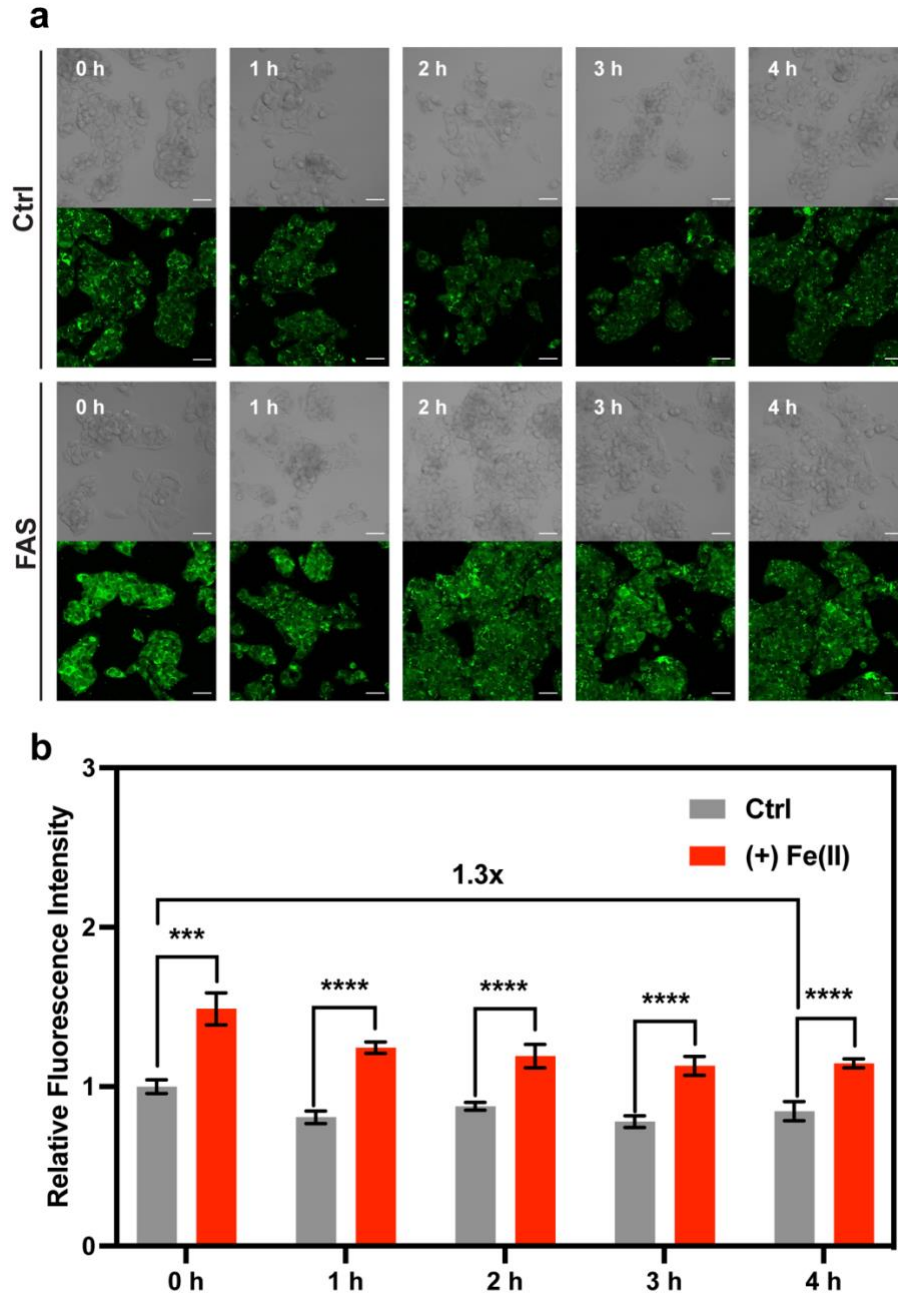 a
Ctrl
0 h
1 h
2 h
3 h
4 h
FAS
0 h
1 h
2 h
3 h
4 h
b
Relative Fluorescence Intensity
3
2
1
0
Ctrl
(+) Fe(II)
1.3x
***
****
****
****
****
0 h
1 h
2 h
3 h
4 h